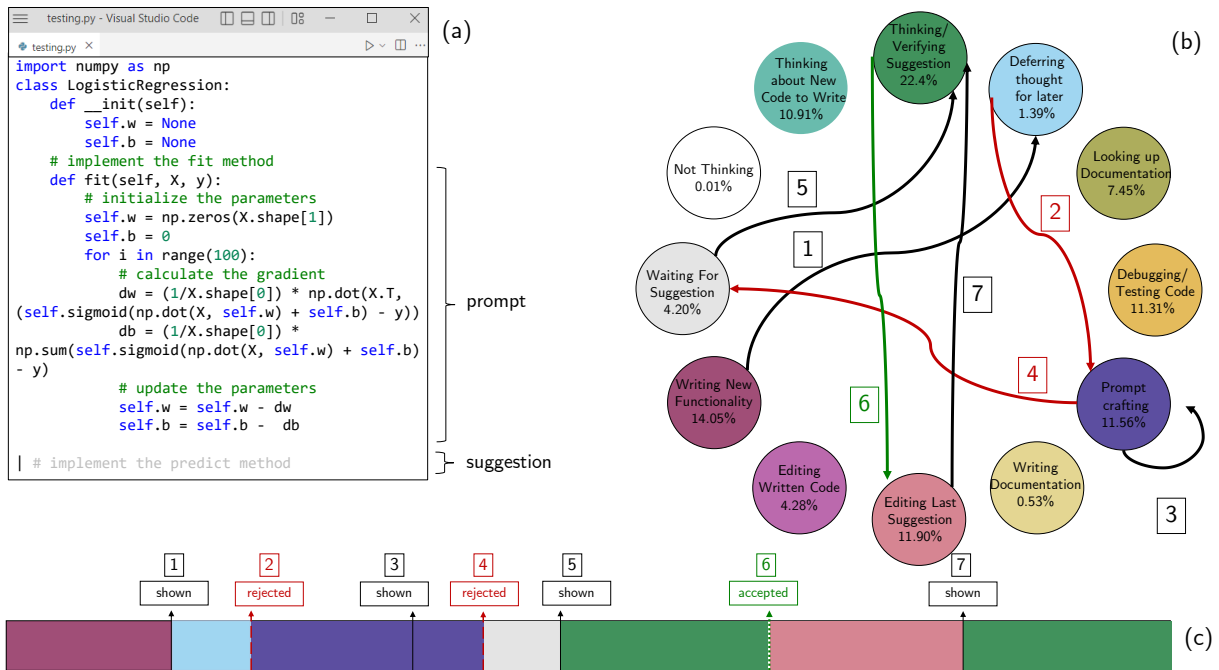 testing.py - Visual Studio Code
(a)
testing.py
import numpy as np
class LogisticRegression:
def __init(self):
self.w = None
self.b = None
# implement the fit method
def fit(self, X, y):
# initialize the parameters
self.w = np.zeros(X.shape[1])
self.b = 0
for i in range(100):
# calculate the gradient
dw = (1/X.shape[0]) * np.dot(X.T,
(self.sigmoid(np.dot(X, self.w) + self.b) - y))
db = (1/X.shape[0]) *
np.sum(self.sigmoid(np.dot(X, self.w) + self.b)
- y)
# update the parameters
self.w = self.w - dw
self.b = self.b - db
| # implement the predict method
prompt
suggestion
(b)
Thinking/
Verifying
Suggestion
22.4%
Deferring
thought
for later
1.39%
Thinking
about New
Code to Write
10.91%
Looking up
Documentation
7.45%
Not Thinking
0.01%
Debugging/
Testing Code
11.31%
Waiting For
Suggestion
4.20%
Prompt
crafting
11.56%
Writing New
Functionality
14.05%
Writing
Documentation
0.53%
Editing
Written Code
4.28%
Editing Last
Suggestion
11.90%
5
1
2
7
4
6
3
1
2
3
4
5
6
7
shown
rejected
shown
rejected
shown
accepted
shown
(c)